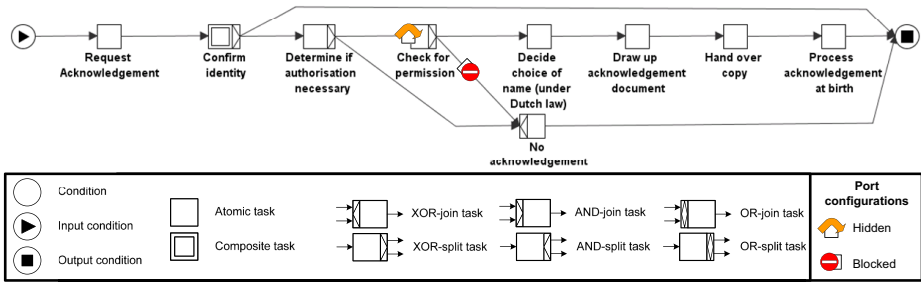 Request
Acknowledgement
Confirm
identity
Determine if
authorisation
necessary
Check for
permission
Decide
choice of
name (under
Dutch law)
Draw up
acknowledgement
document
Hand over
copy
Process
acknowledgement
at birth
No
acknowledgement
Condition
Input condition
Output condition
Atomic task
Composite task
XOR-join task
XOR-split task
AND-join task
AND-split task
OR-join task
OR-split task
Port
configurations
Hidden
Blocked